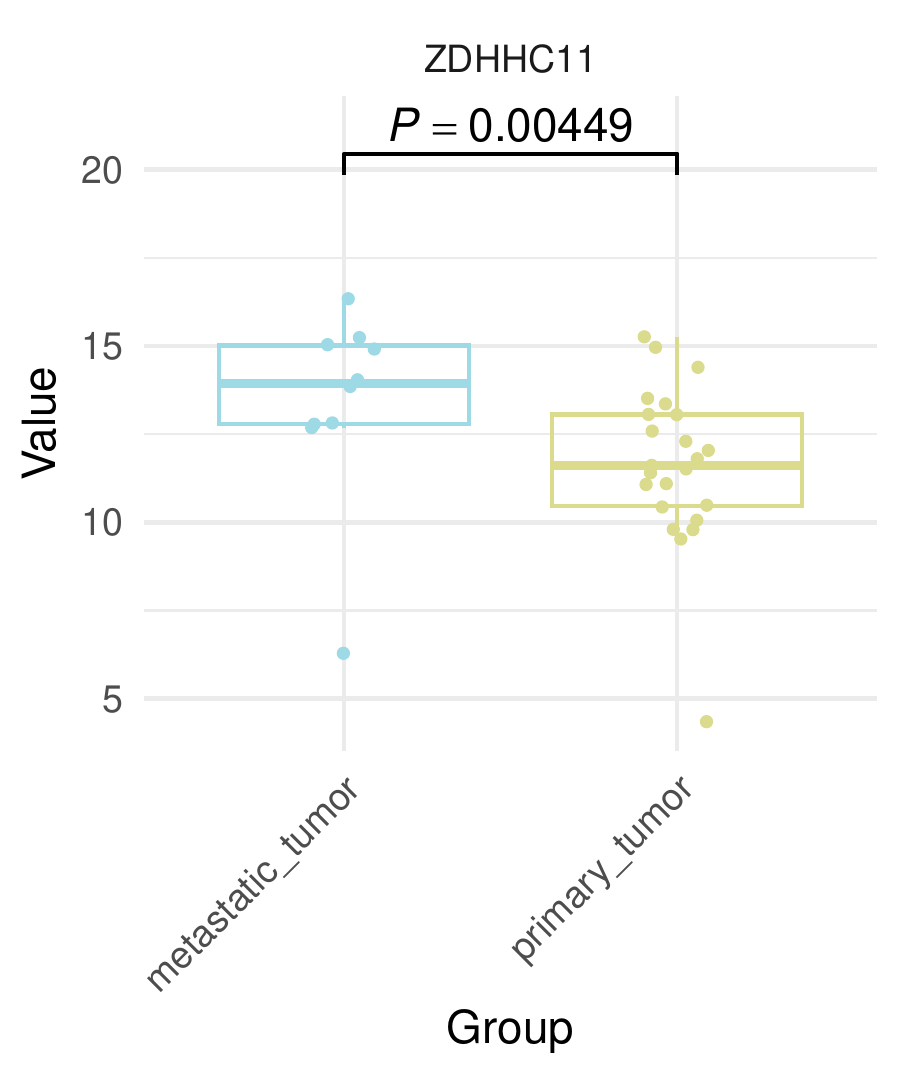 ZDHHC11
P = 0.00449
20
15
10
5
Value
metastatic_tumor
primary_tumor
Group